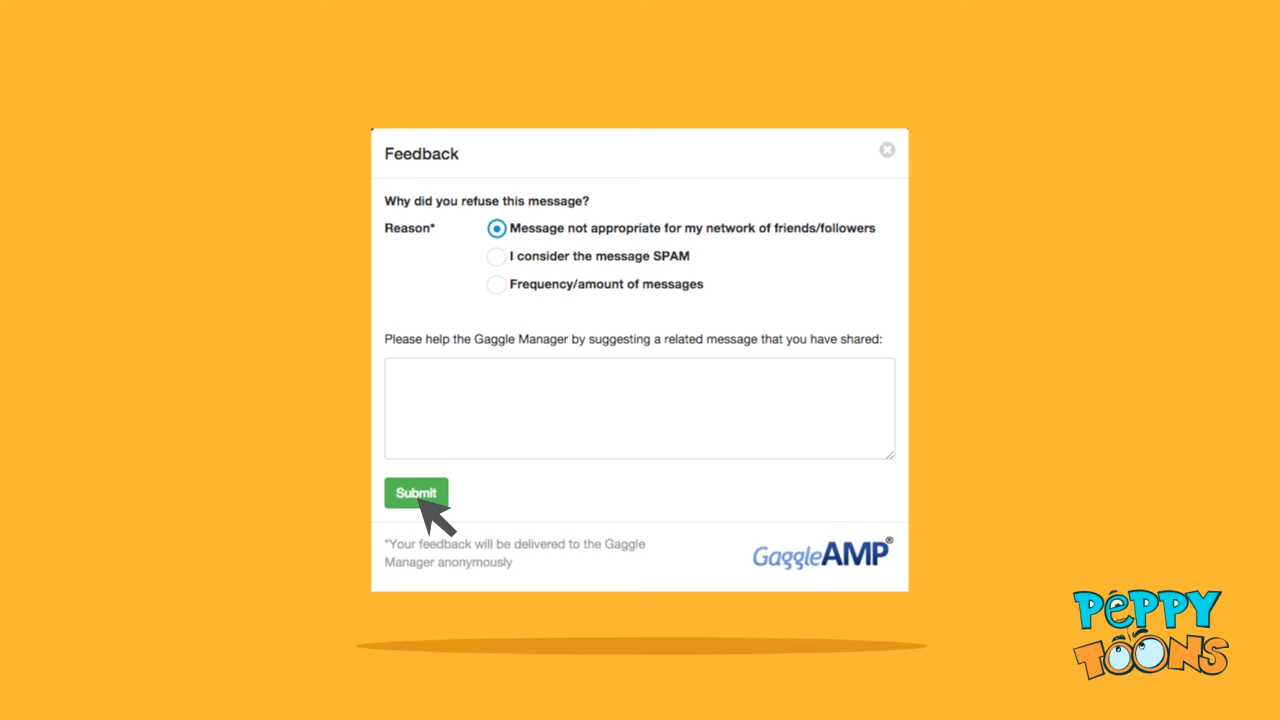 Feedback
Why did you refuse this message?
Reason* Message not appropriate for my network of friends/followers
I consider the message SPAM
Frequency/amount of messages
Please help the Gaggle Manager by suggesting a related message that you have shared:
Submit
*Your feedback will be delivered to the Gaggle
Manager anonymously
GaggleAMP®
PEPPY
TOONS